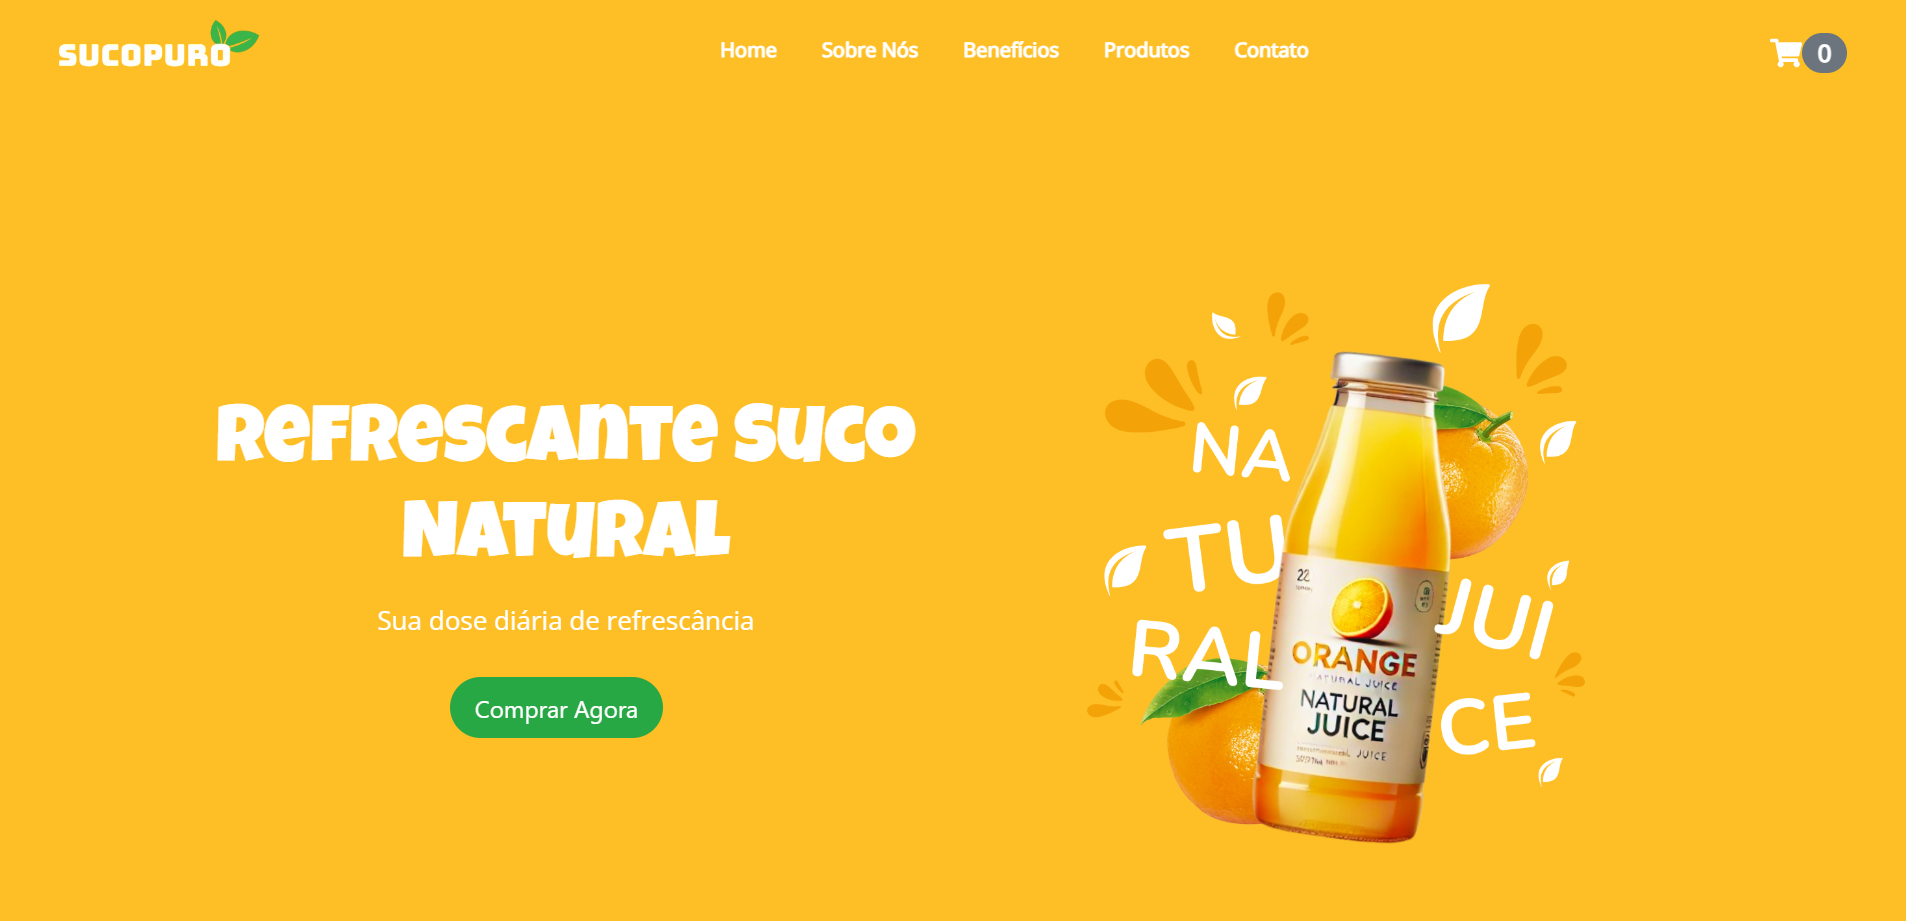 SUCOPURO
Home Sobre Nós Benefícios Produtos Contato
0
Refrescante Suco
Natural
Sua dose diária de refrescância
Comprar Agora
NA
TU
RAL
JUI
CE
22
ORANGE
NATURAL JUICE
NATURAL
JUICE
JUICE